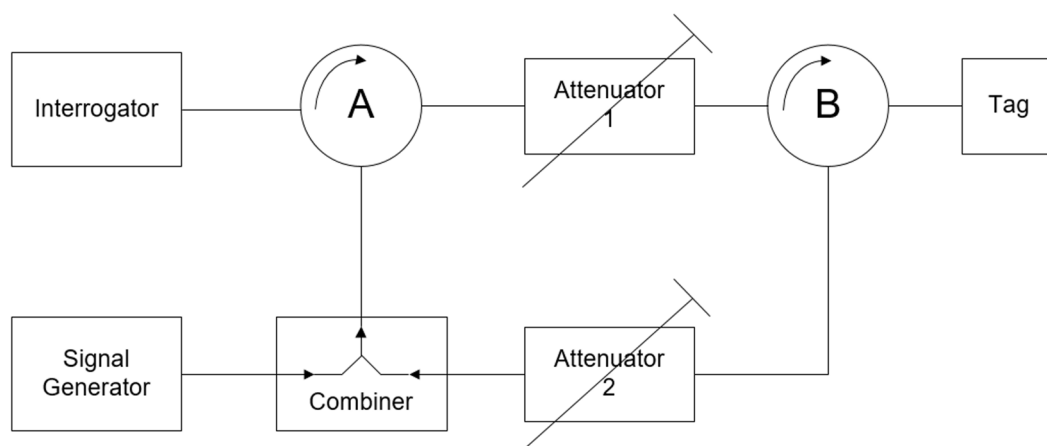 Interrogator
A
Attenuator
1
B
Tag
Signal
Generator
Combiner
Attenuator
2